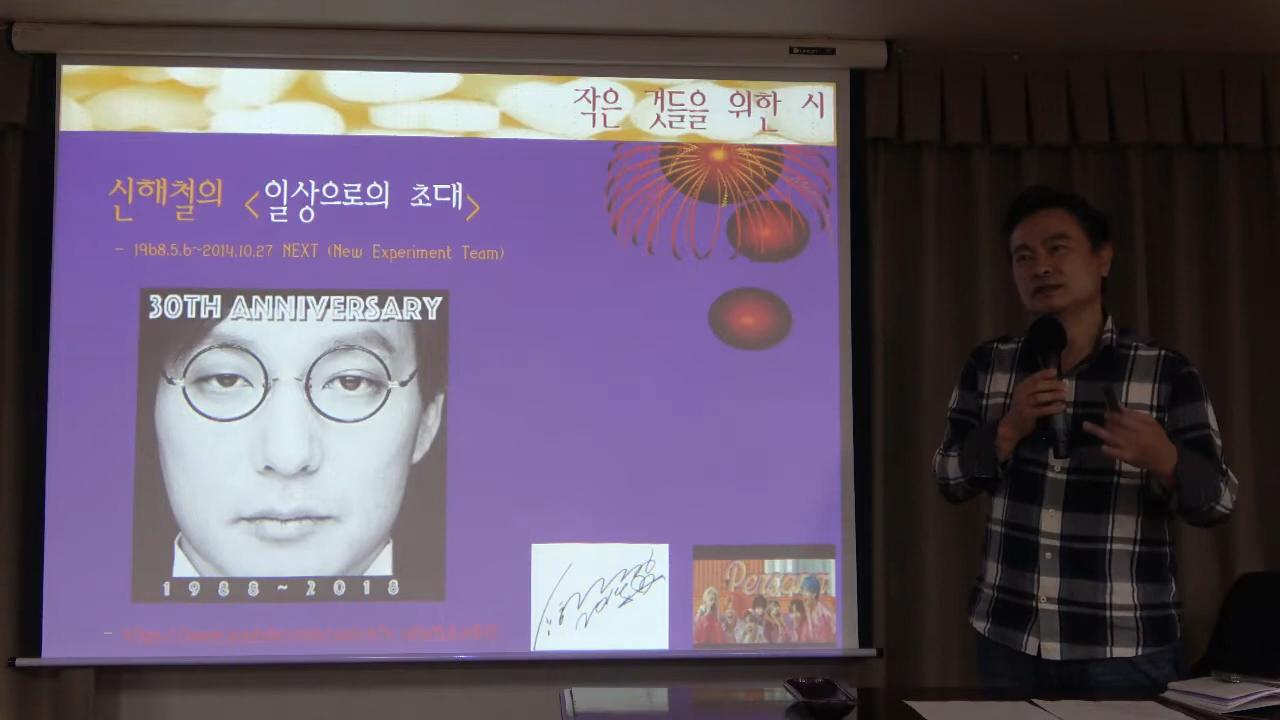 작은 것들을 위한 시
신해철의 <일상으로의 초대>
- 1968.5.6~2014.10.27 NEXT (New Experiment Team)
30TH ANNIVERSARY
1988~2018
Persona